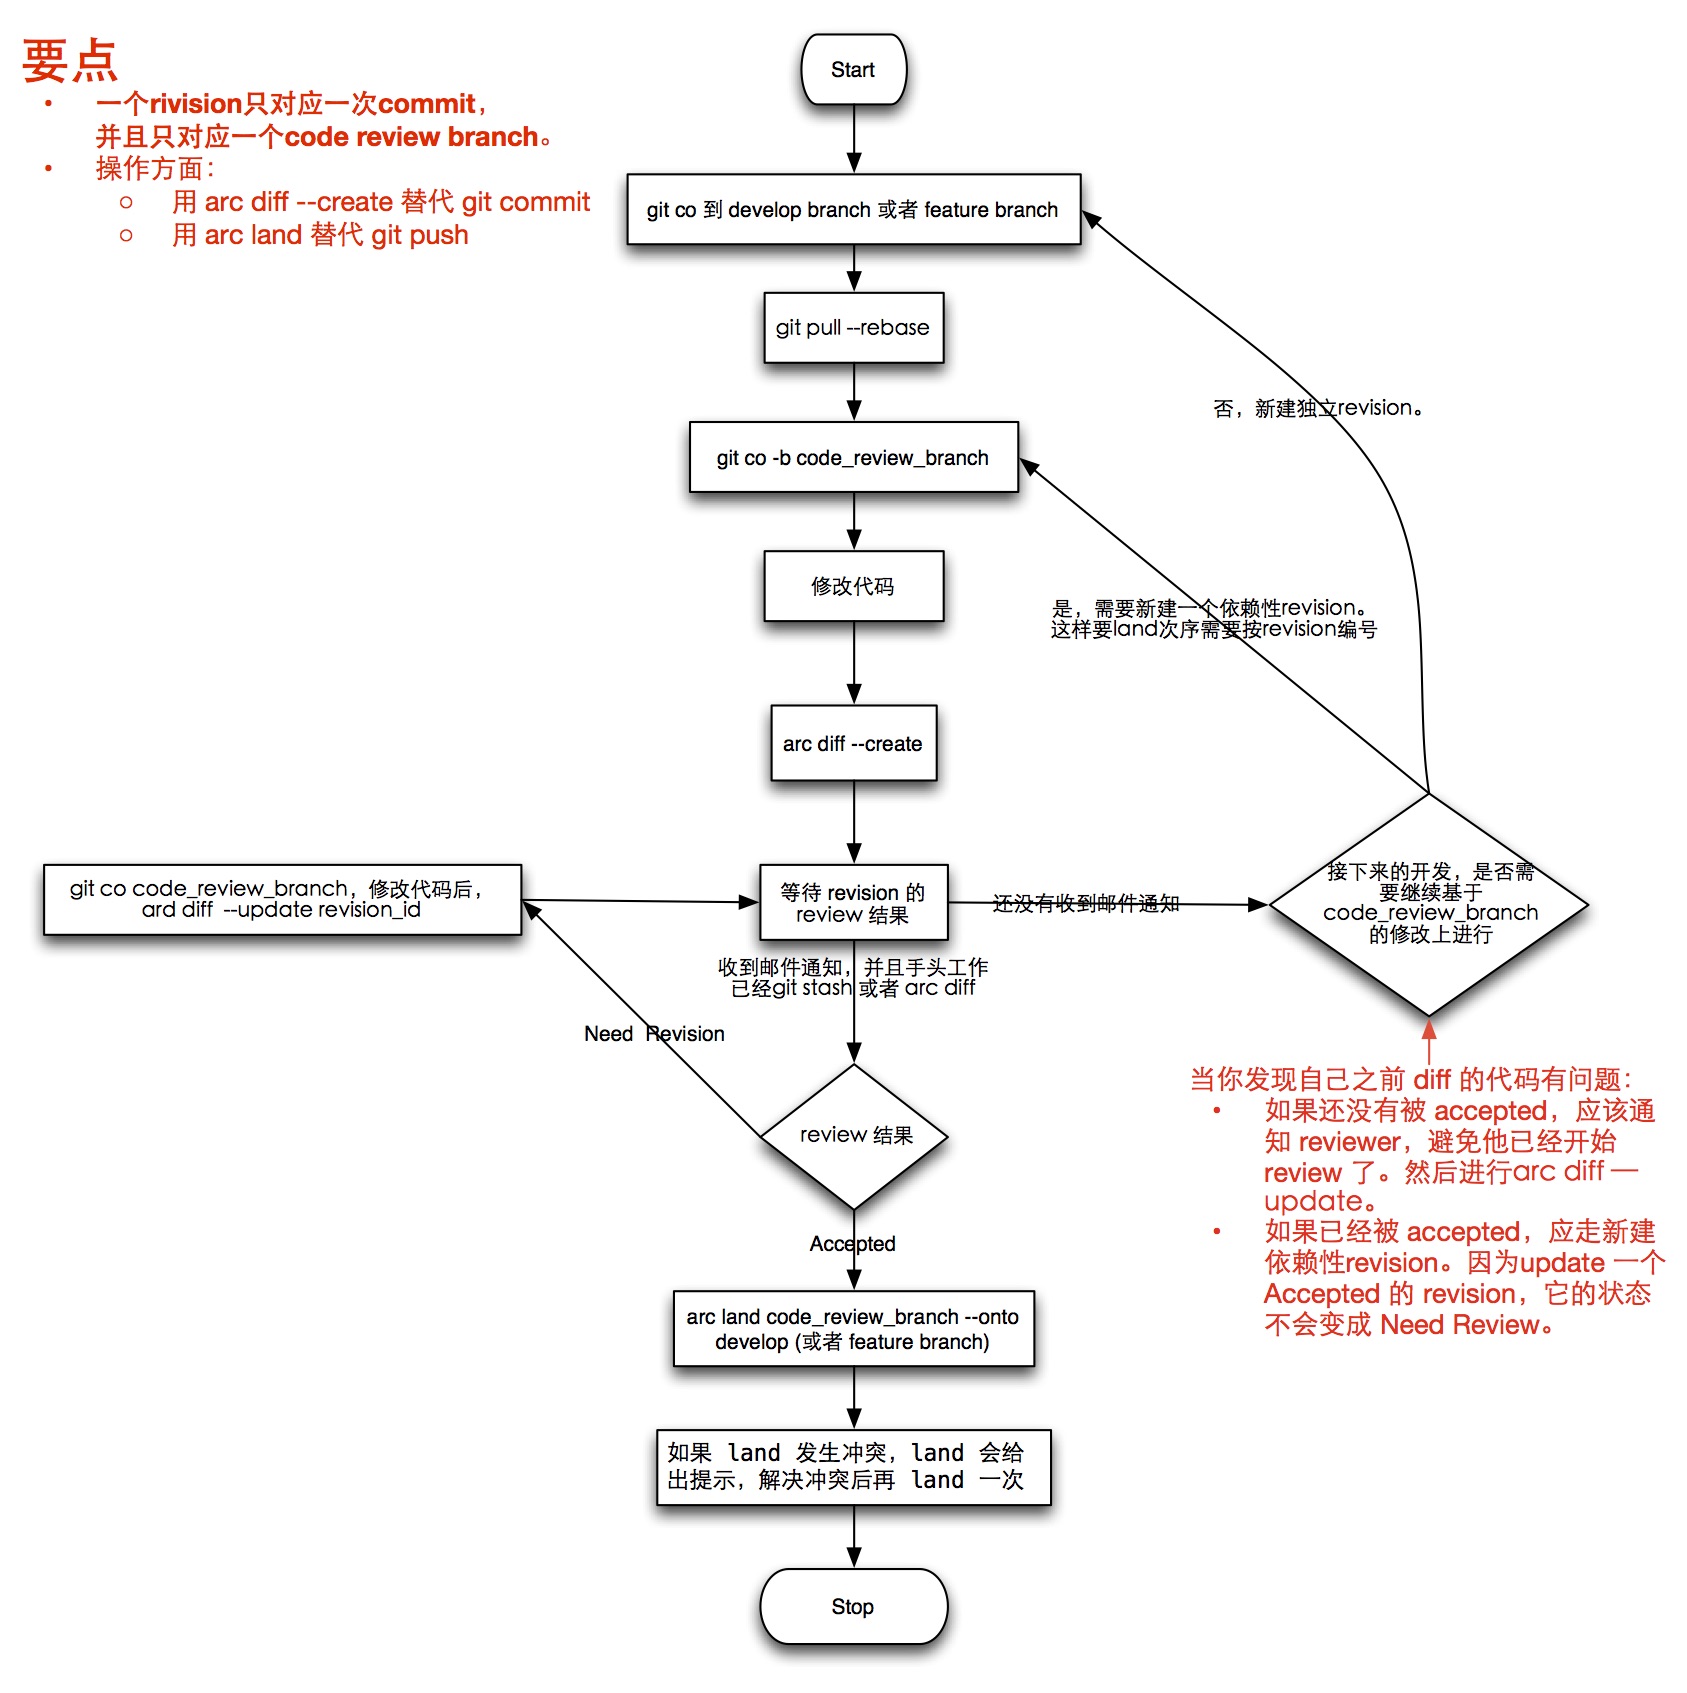 要点
• 一个rivision只对应一次commit，
并且只对应一个code review branch。
• 操作方面：
○ 用 arc diff --create 替代 git commit
○ 用 arc land 替代 git push
Start
git co 到 develop branch 或者 feature branch
git pull --rebase
否，新建独立revision。
git co -b code_review_branch
修改代码
是，需要新建一个依赖性revision。
这样要land次序需要按revision编号
arc diff --create
git co code_review_branch，修改代码后，
ard diff --update revision_id
等待 revision 的
review 结果
还没有收到邮件通知
接下来的开发，是否需
要继续基于
code_review_branch
的修改上进行
收到邮件通知，并且手头工作
已经git stash 或者 arc diff
Need Revision
review 结果
当你发现自己之前 diff 的代码有问题：
• 如果还没有被 accepted，应该通
知 reviewer，避免他已经开始
review 了。然后进行arc diff —
update。
• 如果已经被 accepted，应走新建
依赖性revision。因为update 一个
Accepted 的 revision，它的状态
不会变成 Need Review。
Accepted
arc land code_review_branch --onto
develop (或者 feature branch)
如果 land 发生冲突，land 会给
出提示，解决冲突后再 land 一次
Stop